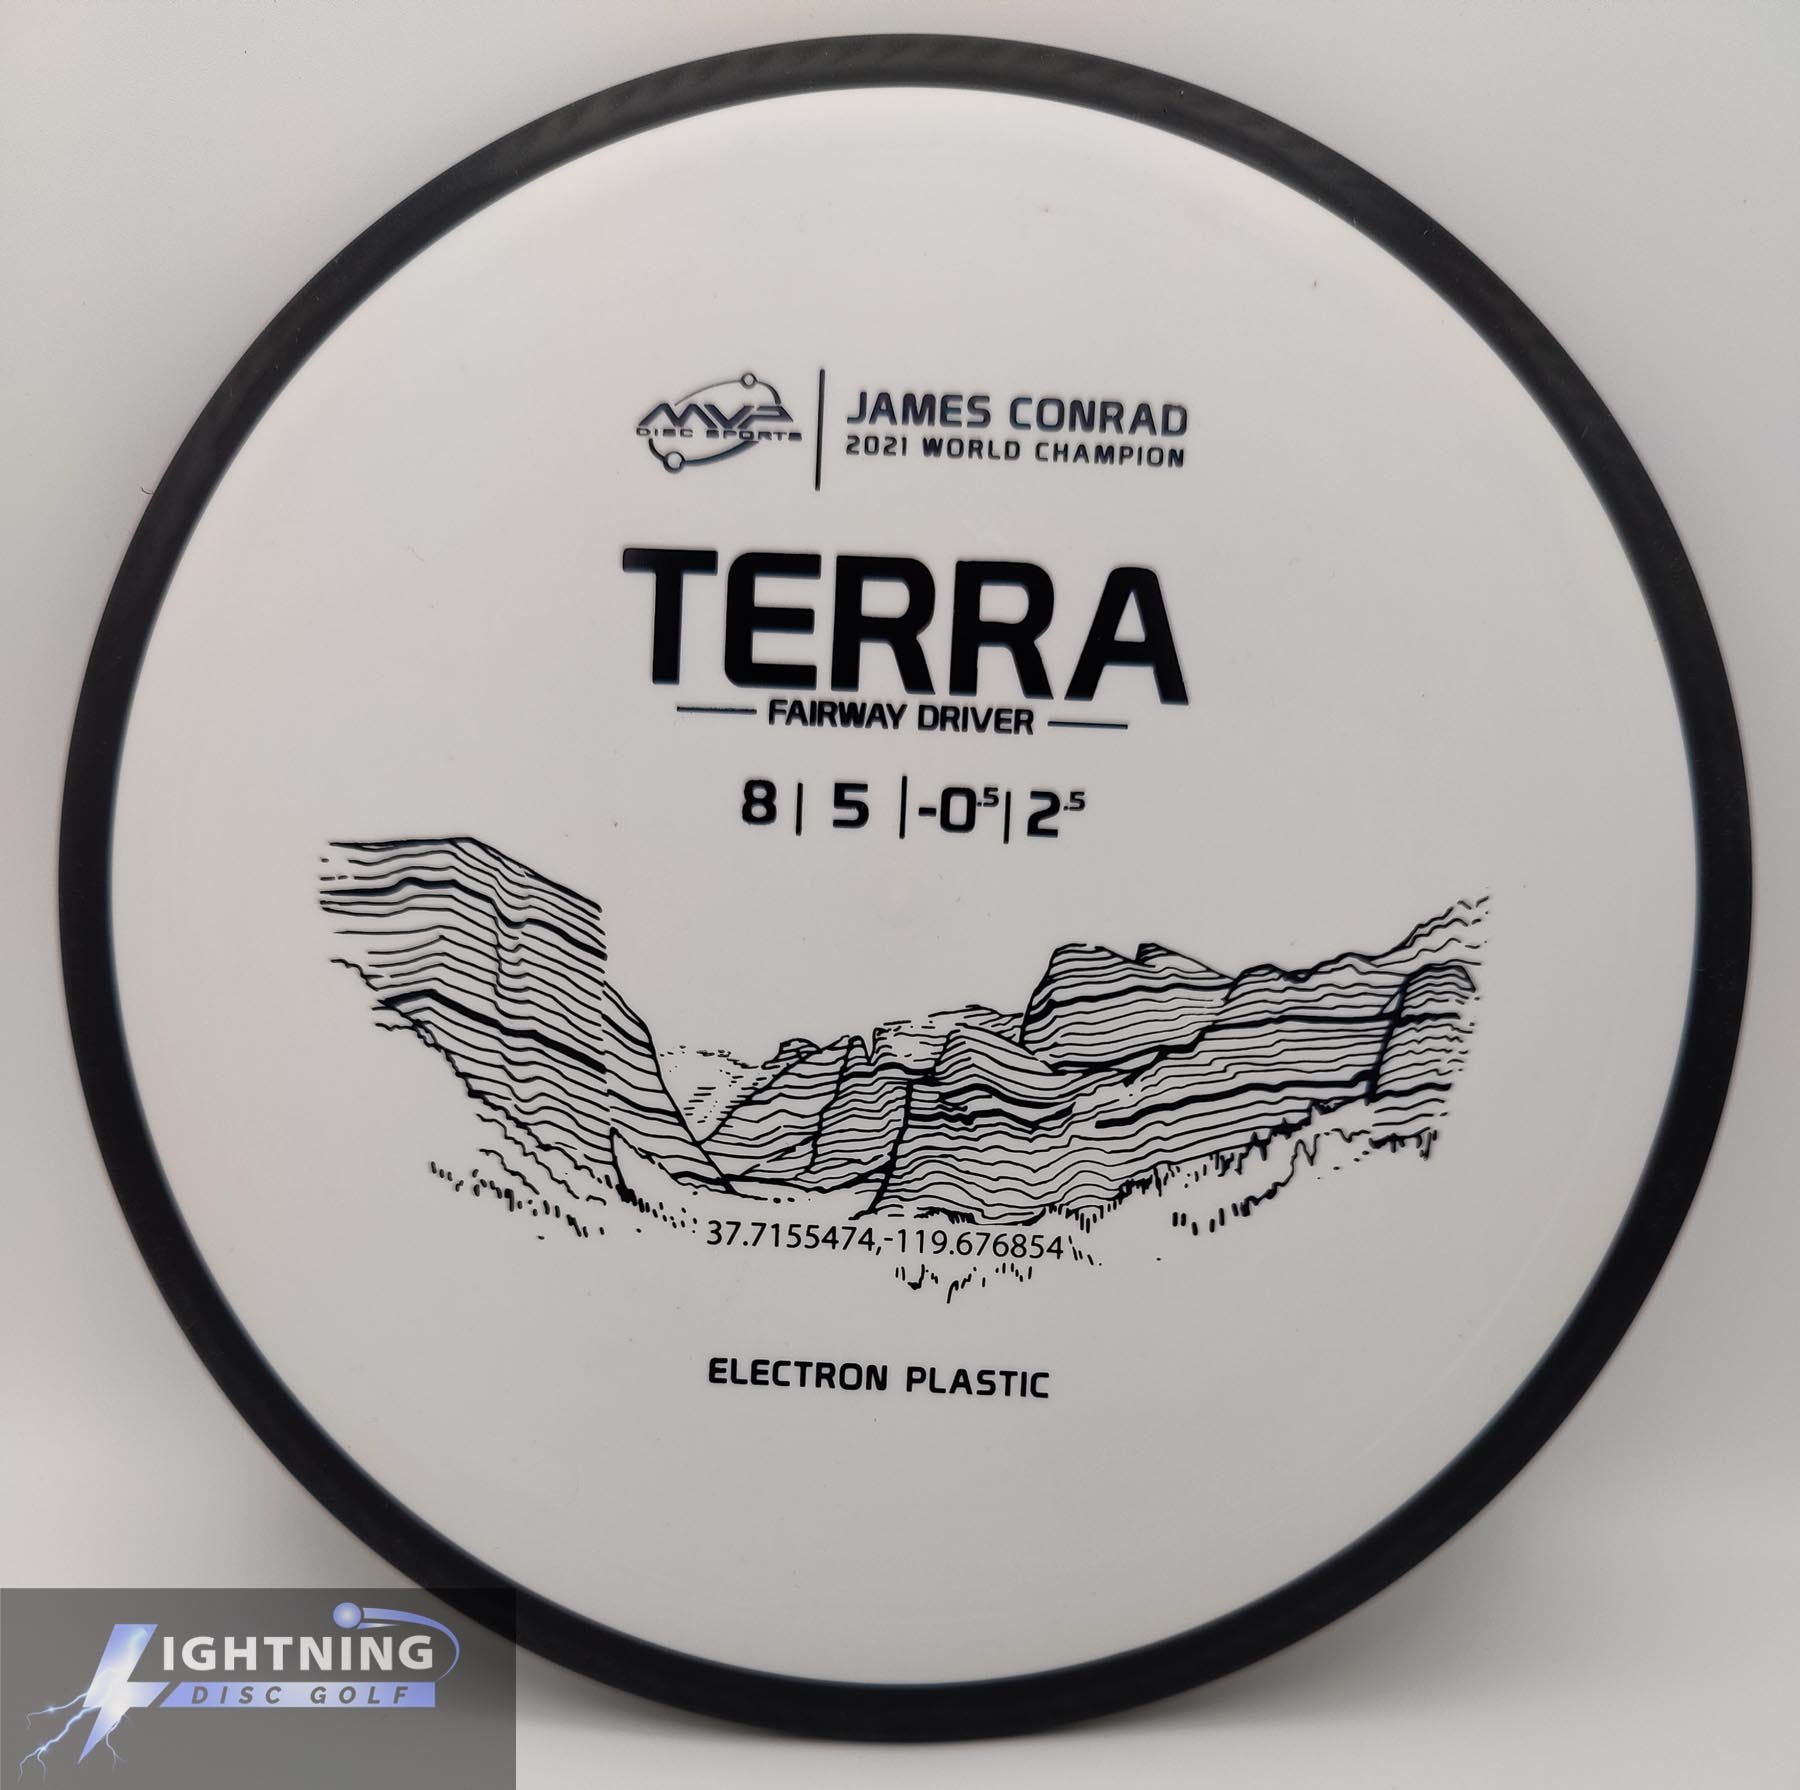 MVP
DISC SPORTS
JAMES CONRAD
2021 WORLD CHAMPION
TERRA
FAIRWAY DRIVER
8 | 5 | -0.5 | 2.5
37.7155474,-119.676854
ELECTRON PLASTIC
LIGHTNING
DISC GOLF